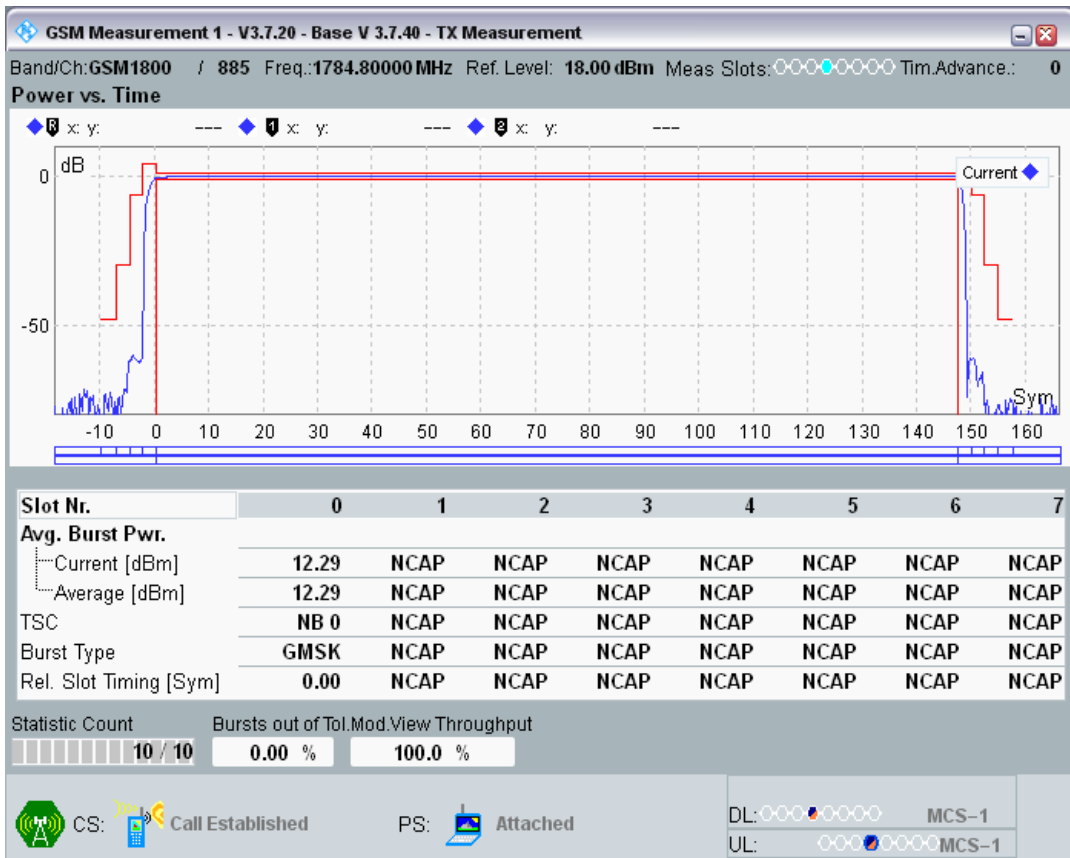 GSM Measurement 1 - V3.7.20 - Base V 3.7.40 - TX Measurement
Band/Ch:GSM1800 / 885 Freq.:1784.80000 MHz Ref. Level: 18.00 dBm Meas Slots: Tim.Advance.: 0
Power vs. Time
R x: y: --- 1 x: y: --- 2 x: y: ---
dB
Current
0
-50
Sym
-10 0 10 20 30 40 50 60 70 80 90 100 110 120 130 140 150 160
Slot Nr. 0 1 2 3 4 5 6 7
Avg. Burst Pwr.
Current [dBm] 12.29 NCAP NCAP NCAP NCAP NCAP NCAP NCAP
Average [dBm] 12.29 NCAP NCAP NCAP NCAP NCAP NCAP NCAP
TSC NB 0 NCAP NCAP NCAP NCAP NCAP NCAP NCAP
Burst Type GMSK NCAP NCAP NCAP NCAP NCAP NCAP NCAP
Rel. Slot Timing [Sym] 0.00 NCAP NCAP NCAP NCAP NCAP NCAP NCAP
Statistic Count Bursts out of Tol.Mod.View Throughput
10 / 10 0.00 % 100.0 %
CS: Call Established PS: Attached
DL: MCS-1
UL: MCS-1